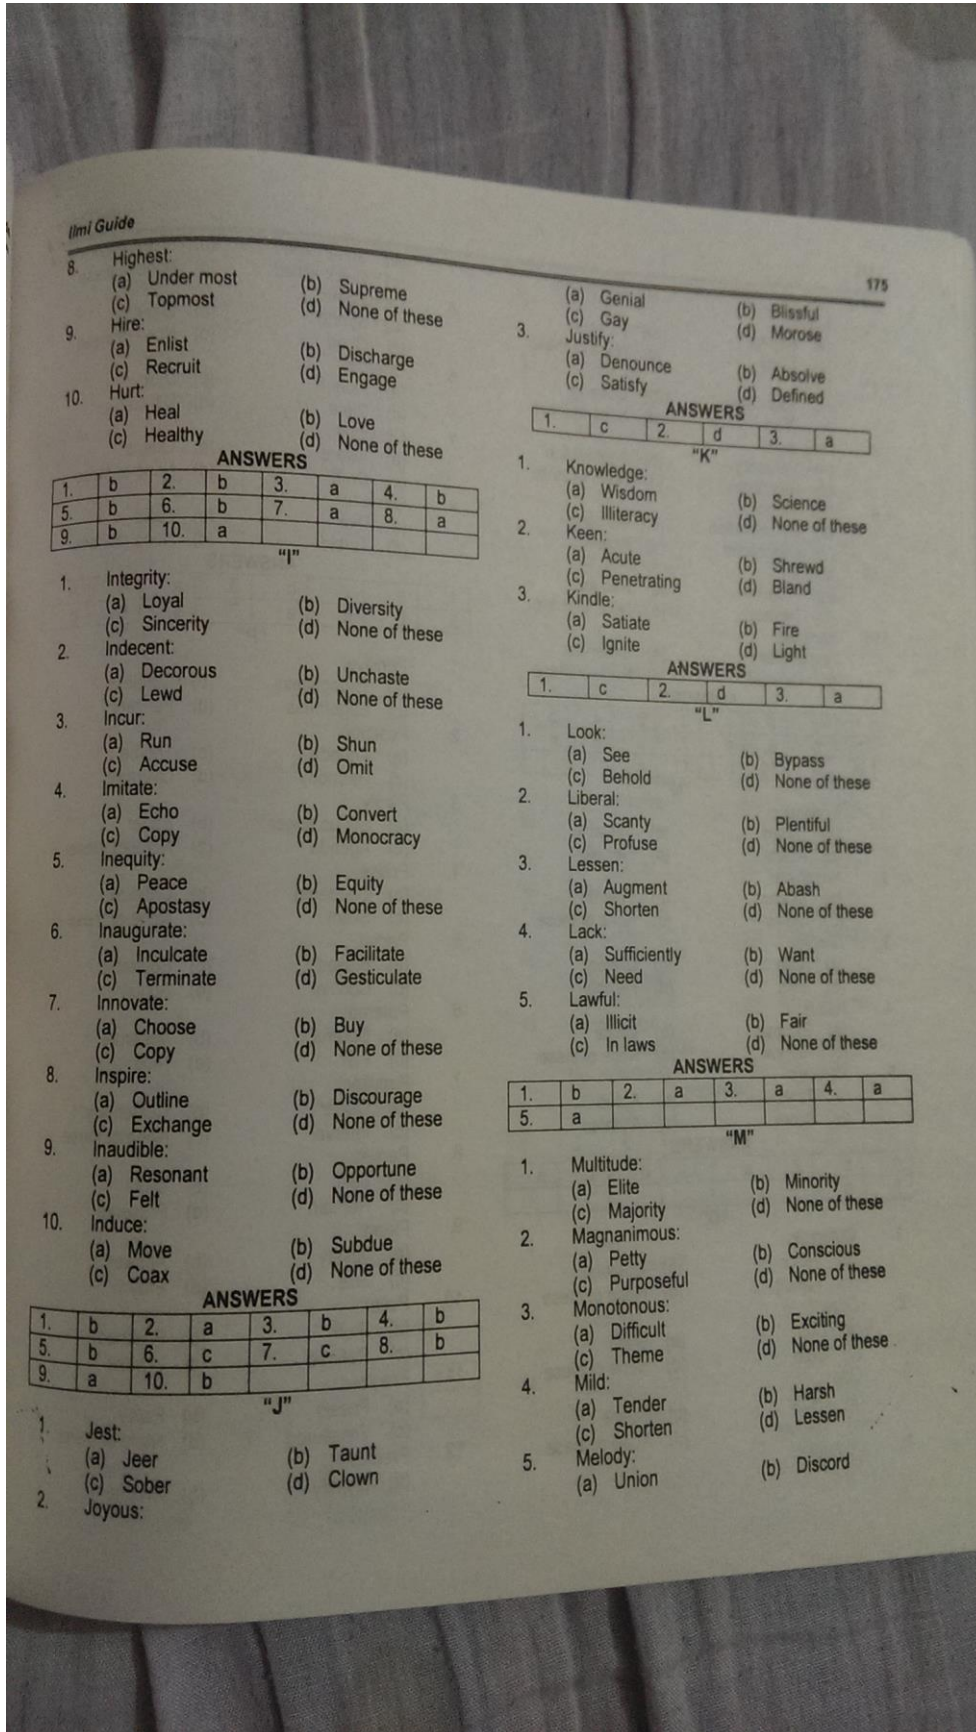 Ilmi Guide
175
8. Highest:
(a) Under most (b) Supreme
(c) Topmost (d) None of these
9. Hire:
(a) Enlist (b) Discharge
(c) Recruit (d) Engage
10. Hurt:
(a) Heal (b) Love
(c) Healthy (d) None of these
ANSWERS
1. b 2. b 3. a 4. b
5. b 6. b 7. a 8. a
9. b 10. a
"I"
1. Integrity:
(a) Loyal (b) Diversity
(c) Sincerity (d) None of these
2. Indecent:
(a) Decorous (b) Unchaste
(c) Lewd (d) None of these
3. Incur:
(a) Run (b) Shun
(c) Accuse (d) Omit
4. Imitate:
(a) Echo (b) Convert
(c) Copy (d) Monocracy
5. Inequity:
(a) Peace (b) Equity
(c) Apostasy (d) None of these
6. Inaugurate:
(a) Inculcate (b) Facilitate
(c) Terminate (d) Gesticulate
7. Innovate:
(a) Choose (b) Buy
(c) Copy (d) None of these
8. Inspire:
(a) Outline (b) Discourage
(c) Exchange (d) None of these
9. Inaudible:
(a) Resonant (b) Opportune
(c) Felt (d) None of these
10. Induce:
(a) Move (b) Subdue
(c) Coax (d) None of these
ANSWERS
1. b 2. a 3. b 4. b
5. b 6. c 7. c 8. b
9. a 10. b
"J"
1. Jest:
(a) Jeer (b) Taunt
(c) Sober (d) Clown
2. Joyous:
(a) Genial (b) Blissful
(c) Gay (d) Morose
3. Justify:
(a) Denounce (b) Absolve
(c) Satisfy (d) Defined
ANSWERS
1. c 2. d 3. a
"K"
1. Knowledge:
(a) Wisdom (b) Science
(c) Illiteracy (d) None of these
2. Keen:
(a) Acute (b) Shrewd
(c) Penetrating (d) Bland
3. Kindle:
(a) Satiate (b) Fire
(c) Ignite (d) Light
ANSWERS
1. c 2. d 3. a
"L"
1. Look:
(a) See (b) Bypass
(c) Behold (d) None of these
2. Liberal:
(a) Scanty (b) Plentiful
(c) Profuse (d) None of these
3. Lessen:
(a) Augment (b) Abash
(c) Shorten (d) None of these
4. Lack:
(a) Sufficiently (b) Want
(c) Need (d) None of these
5. Lawful:
(a) Illicit (b) Fair
(c) In laws (d) None of these
ANSWERS
1. b 2. a 3. a 4. a
5. a
"M"
1. Multitude:
(a) Elite (b) Minority
(c) Majority (d) None of these
2. Magnanimous:
(a) Petty (b) Conscious
(c) Purposeful (d) None of these
3. Monotonous:
(a) Difficult (b) Exciting
(c) Theme (d) None of these
4. Mild:
(a) Tender (b) Harsh
(c) Shorten (d) Lessen
5. Melody:
(a) Union (b) Discord